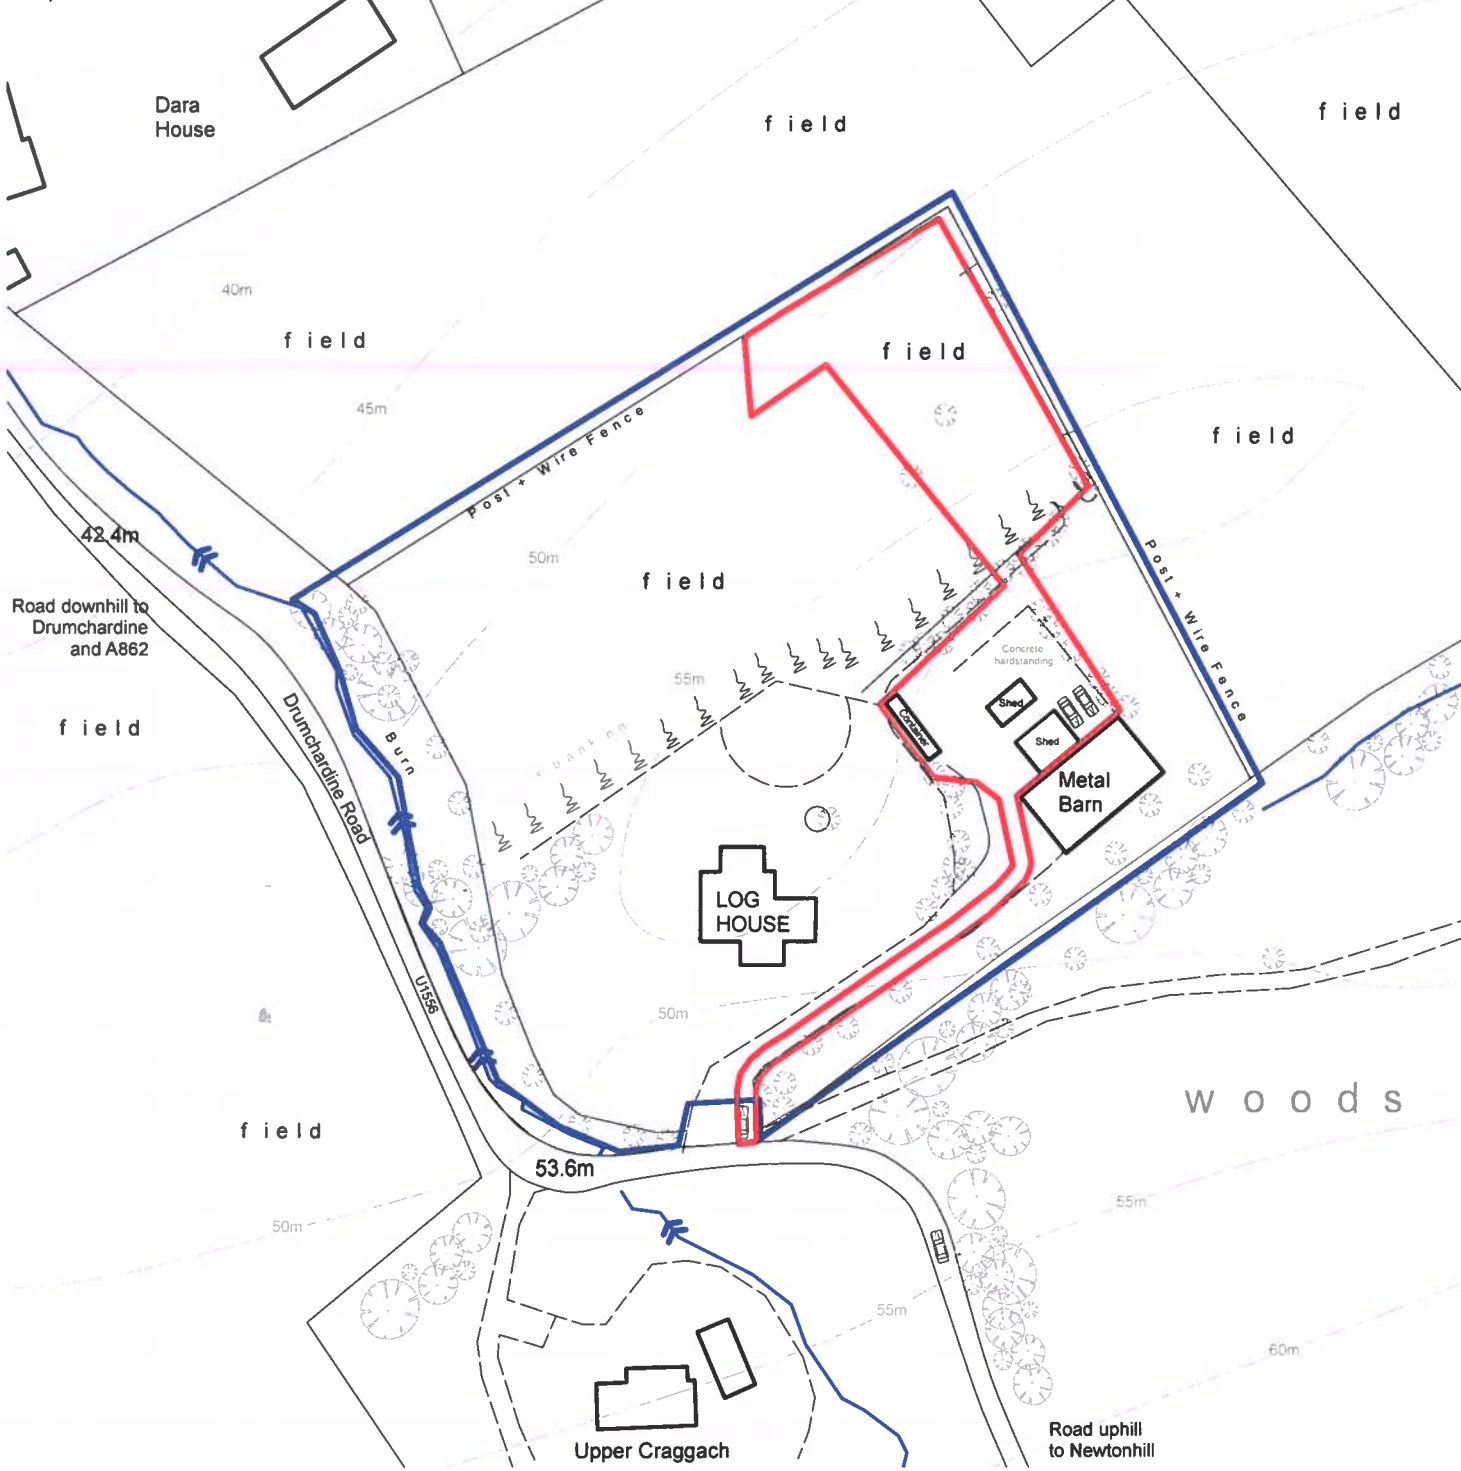 Dara
House
field
field
40m
field
field
45m
field
Post + Wire Fence
42.4m
50m
field
Post + Wire Fence
Road downhill to
Drumchardine
and A862
Concrete
hardstanding
55m
field
Drumchardine Road
Burn
ebanking
Container
Shed
Shed
Metal
Barn
LOG
HOUSE
U1556
50m
woods
field
53.6m
50m
55m
55m
60m
Road uphill
to Newtonhill
Upper Craggach